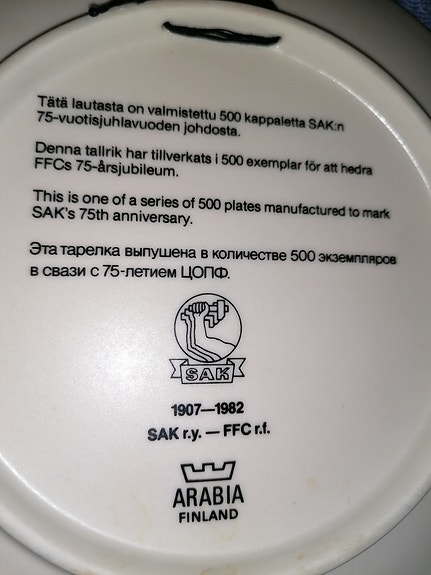 Tätä lautasta on valmistettu 500 kappaletta SAK:n
75-vuotisjuhlavuoden johdosta.
Denna tallrik har tillverkats i 500 exemplar för att hedra
FFCs 75-årsjubileum.
This is one of a series of 500 plates manufactured to mark
SAK's 75th anniversary.
Эта тарелка выпушена в количестве 500 экземпляров
в свази с 75-летием ЦОПФ.
SAK
1907—1982
SAK r.y. — FFC r.f.
ARABIA
FINLAND